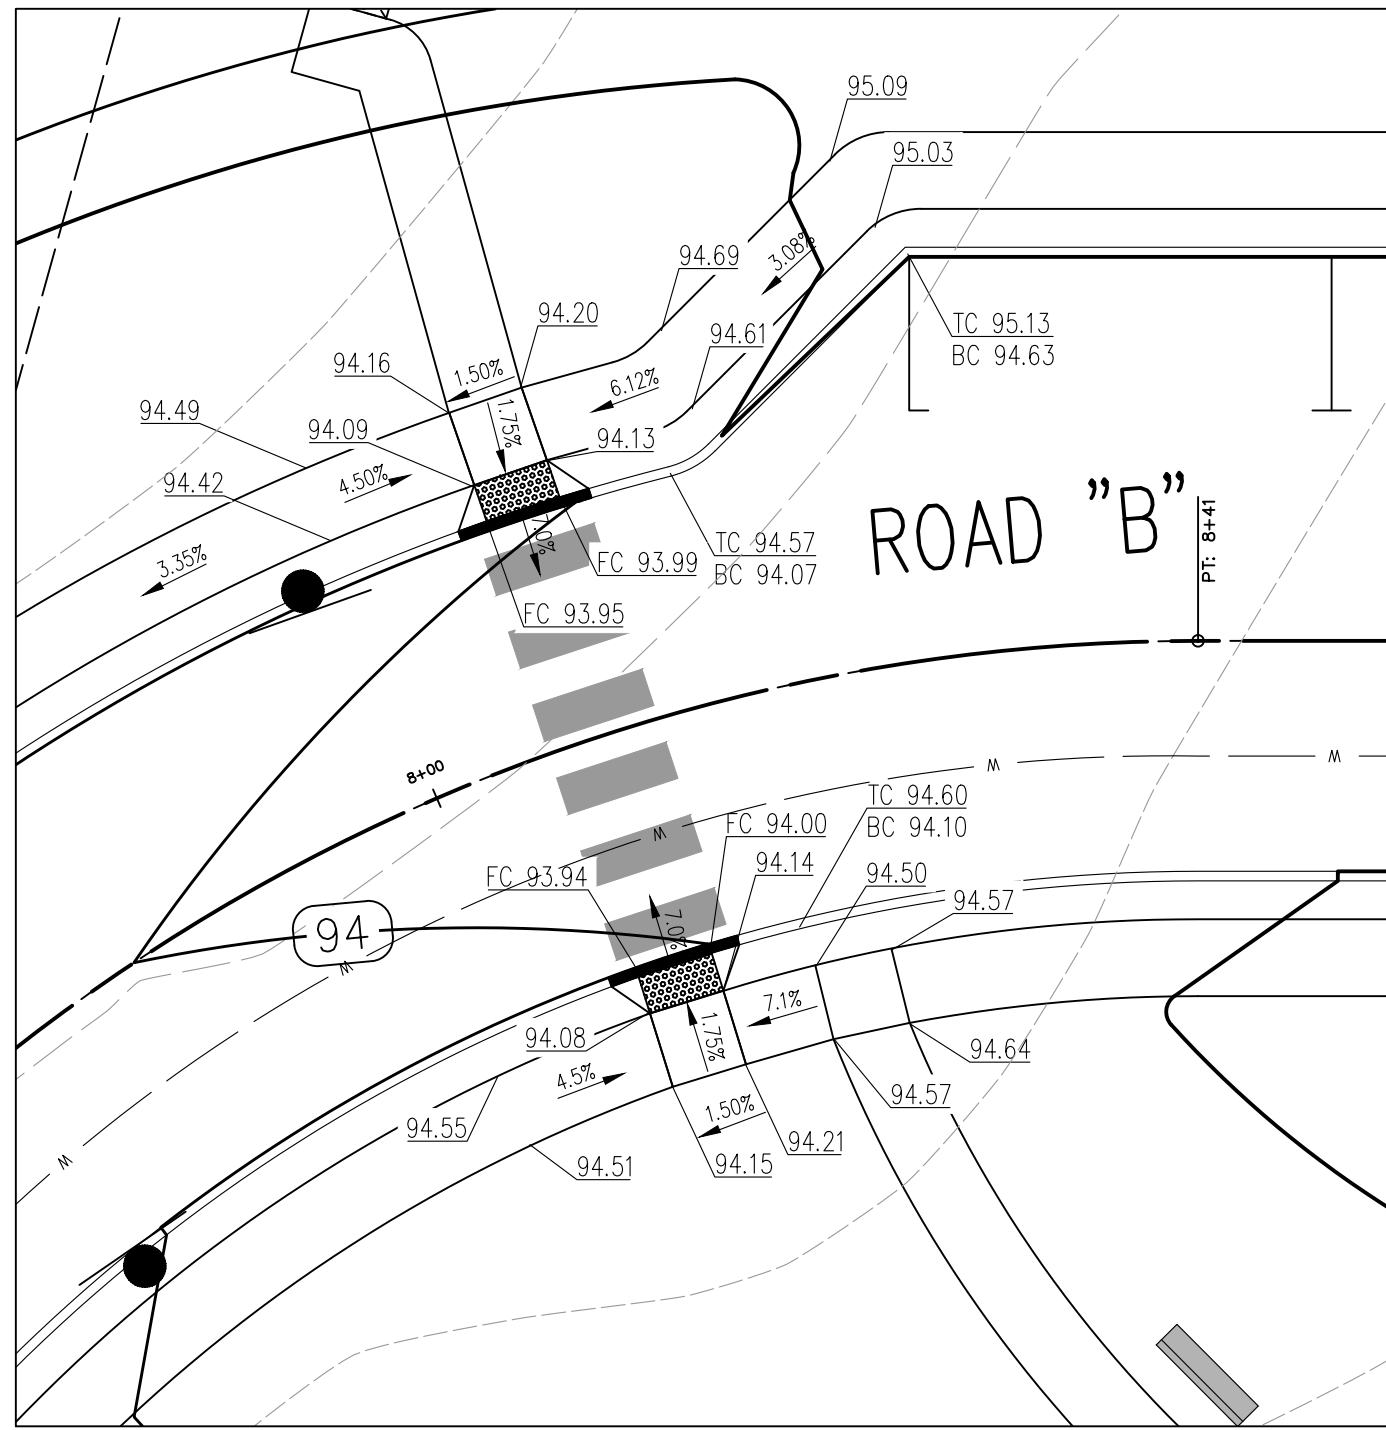 95.09
95.03
3.08%
94.69
94.20
TC 95.13
BC 94.63
94.61
94.16
1.50%
6.12%
94.49
94.09
1.75%
94.13
94.42
4.50%
ROAD "B"
PT: 8+41
7.0%
TC 94.57
BC 94.07
3.35%
FC 93.99
FC 93.95
8+00
W
W
TC 94.60
BC 94.10
FC 94.00
W
94.14
FC 93.94
94.50
94.57
94
7.0%
W
7.1%
94.08
1.75%
94.64
4.5%
94.57
1.50%
94.55
94.21
94.51
94.15
W